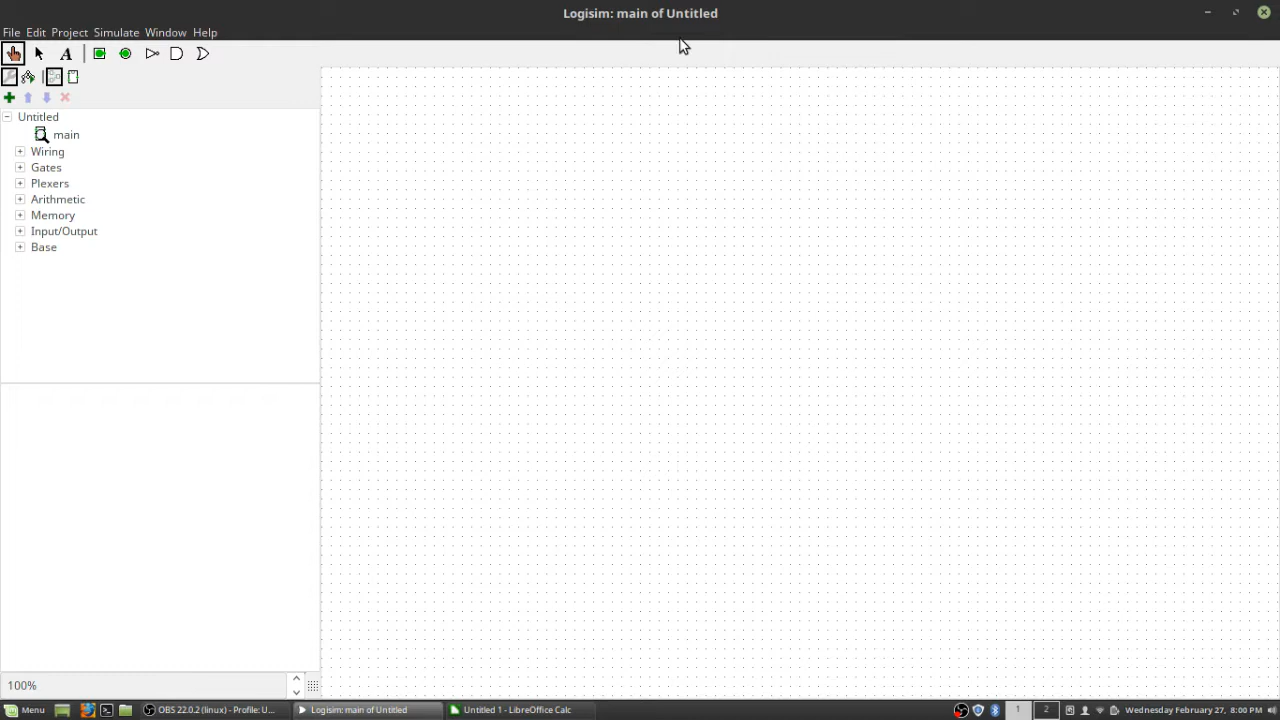 Logisim: main of Untitled
File Edit Project Simulate Window Help
A
Untitled
main
Wiring
Gates
Plexers
Arithmetic
Memory
Input/Output
Base
100%
Menu
OBS 22.0.2 (linux) - Profile: U...
Logisim: main of Untitled
Untitled 1 - LibreOffice Calc
1
2
Wednesday February 27, 8:00 PM